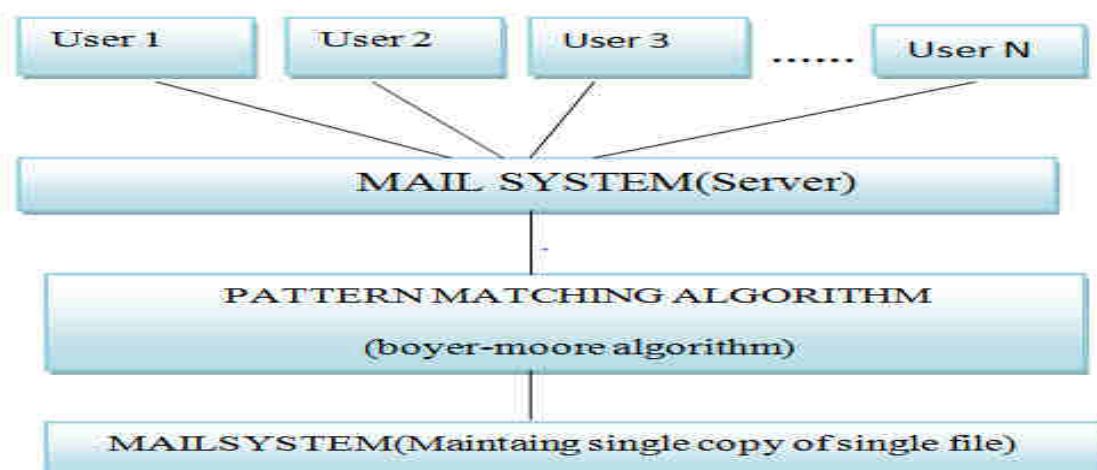 User 1
User 2
User 3
......
User N
MAIL SYSTEM(Server)
PATTERN MATCHING ALGORITHM
(boyer-moore algorithm)
MAILSYSTEM(Maintaing single copy of single file)